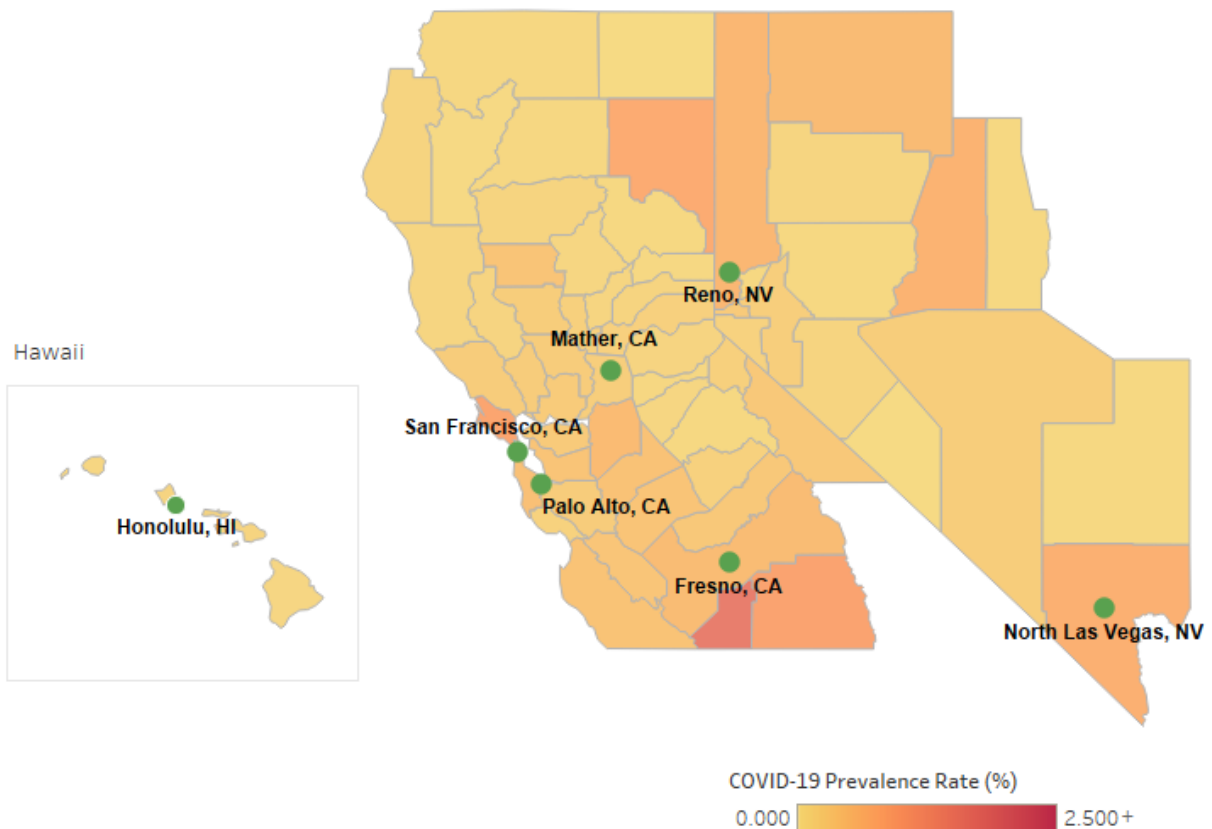 Reno, NV
Mather, CA
Hawaii
San Francisco, CA
Palo Alto, CA
Honolulu, HI
Fresno, CA
North Las Vegas, NV
COVID-19 Prevalence Rate (%)
0.000 2.500+